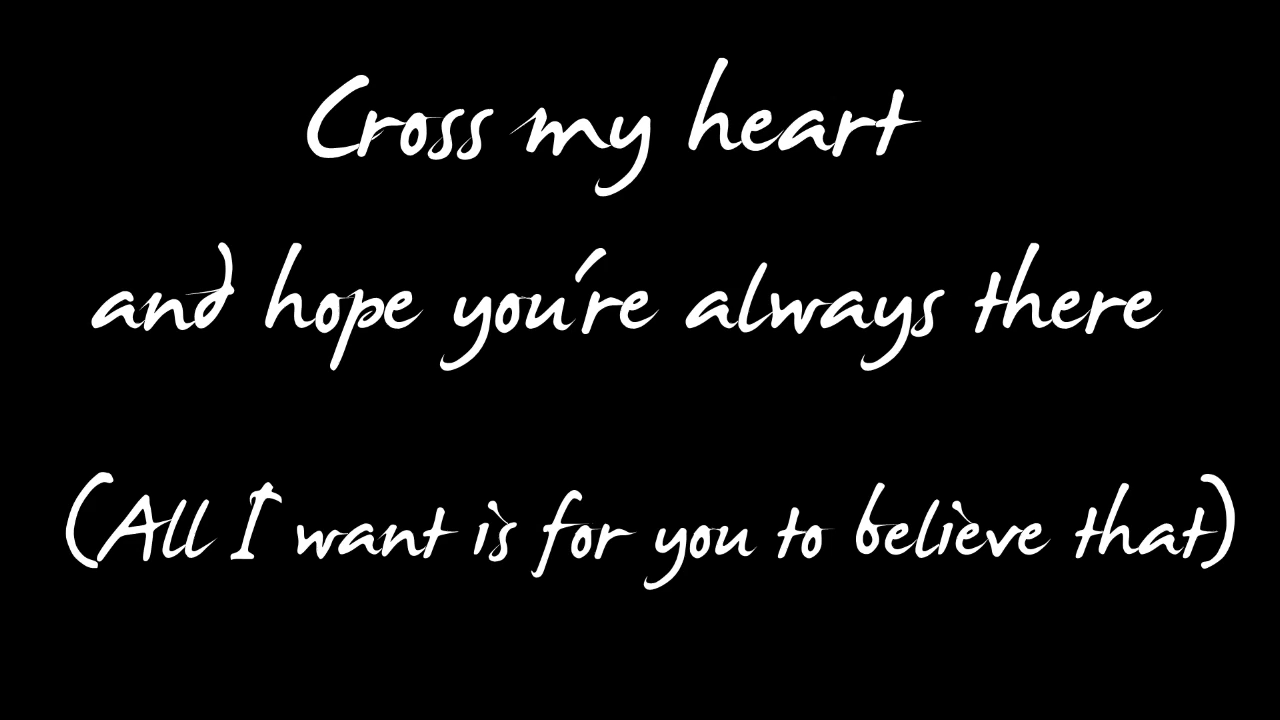 Cross my heart
and hope you're always there
(All I want is for you to believe that)